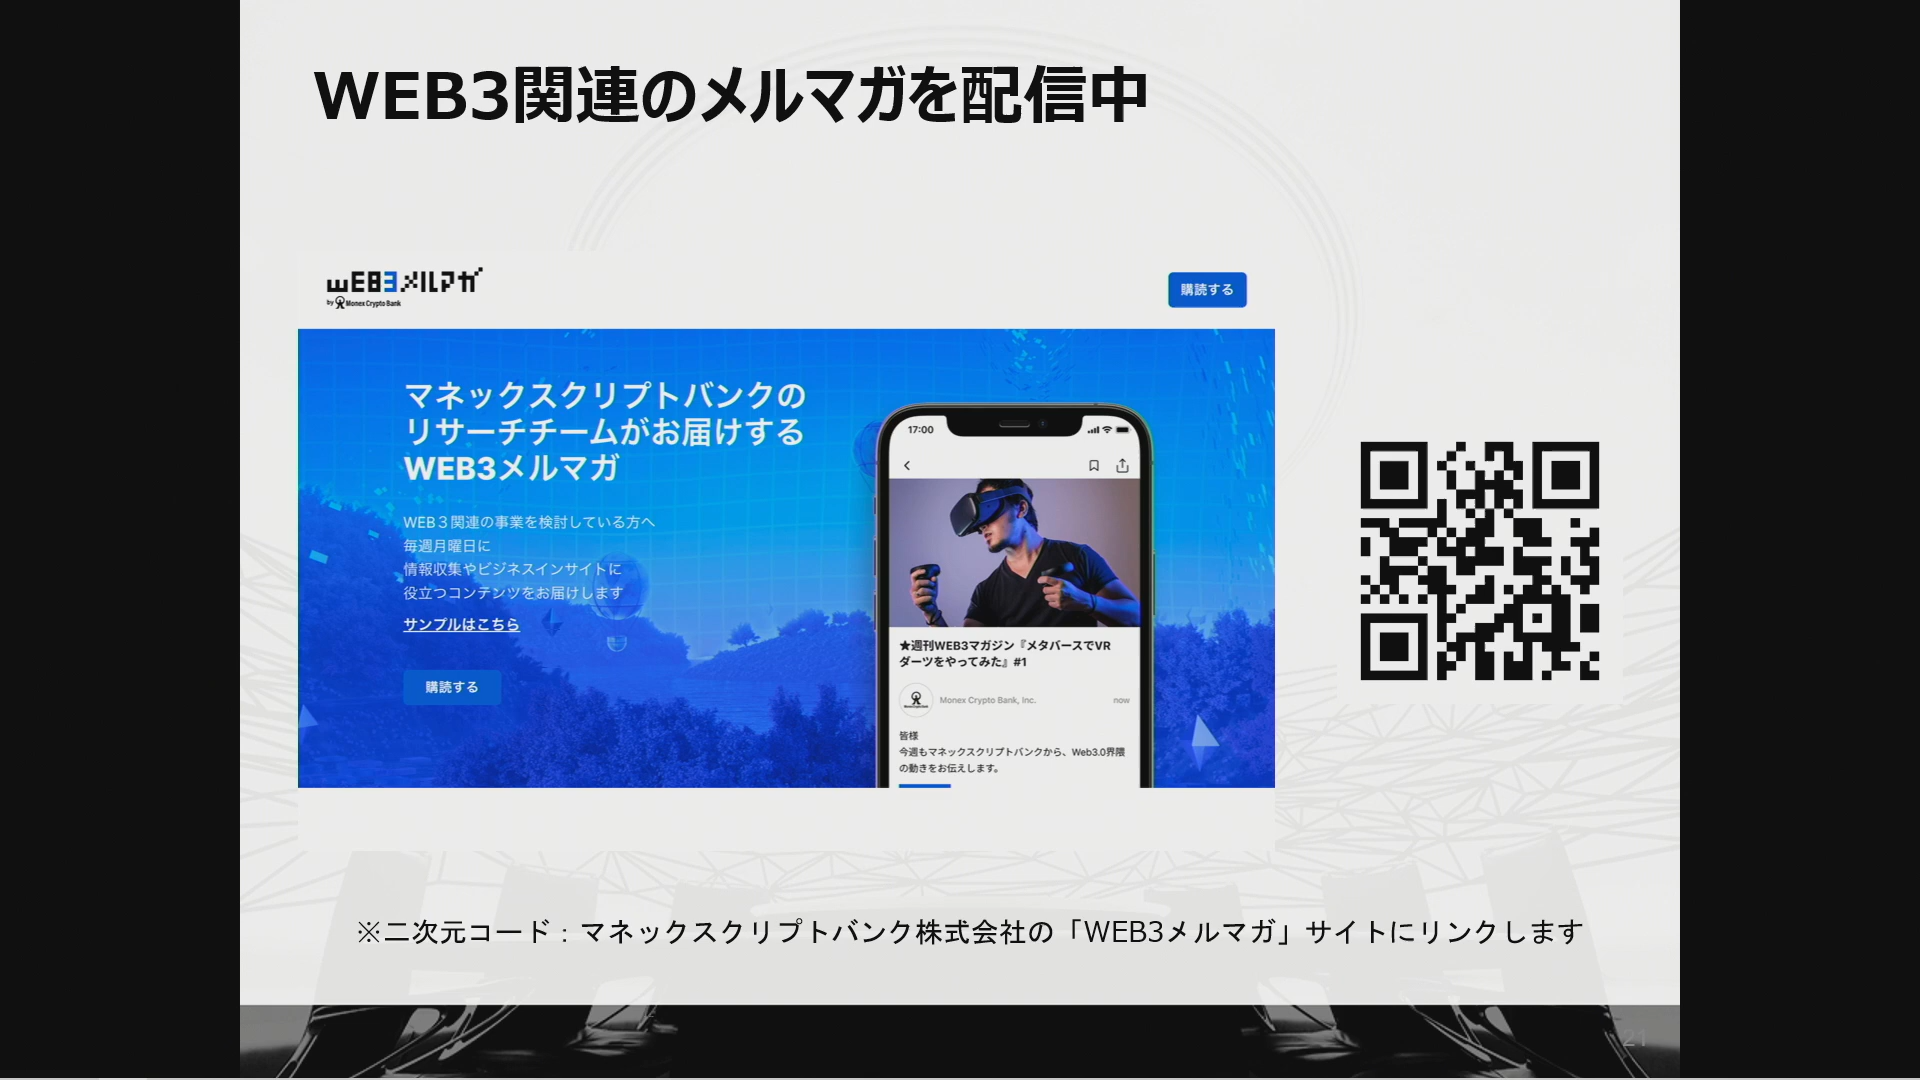 WEB3関連のメルマガを配信中
WEB3メルマガ
by Monex Crypto Bank
購読する
マネックスクリプトバンクの
リサーチチームがお届けする
WEB3メルマガ
WEB３関連の事業を検討している方へ
毎週月曜日に
情報収集やビジネスインサイトに
役立つコンテンツをお届けします
サンプルはこちら
購読する
17:00
★週刊WEB3マガジン『メタバースでVR
ダーツをやってみた』#1
Monex Crypto Bank, Inc.
now
皆様
今週もマネックスクリプトバンクから、Web3.0界隈
の動きをお伝えします。
※二次元コード：マネックスクリプトバンク株式会社の「WEB3メルマガ」サイトにリンクします
21